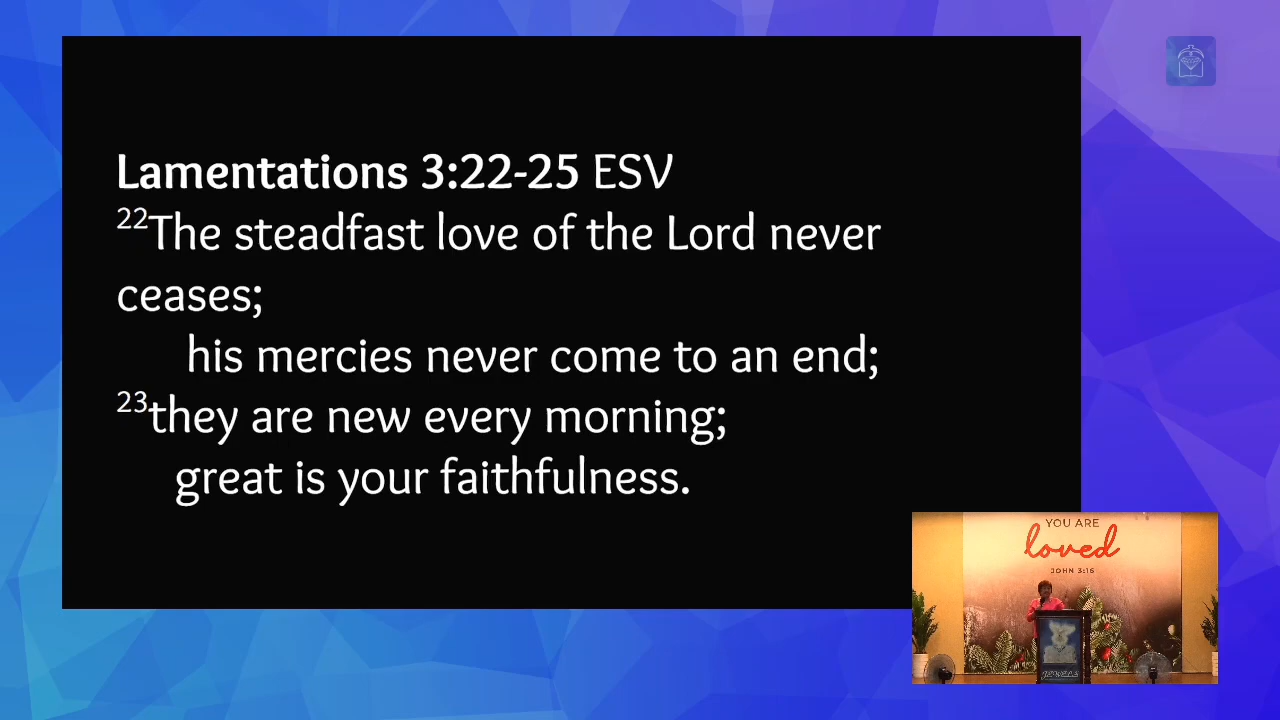 Lamentations 3:22-25 ESV
22The steadfast love of the Lord never
ceases;
his mercies never come to an end;
23they are new every morning;
great is your faithfulness.
YOU ARE
loved
JOHN 3:16
JEWELS